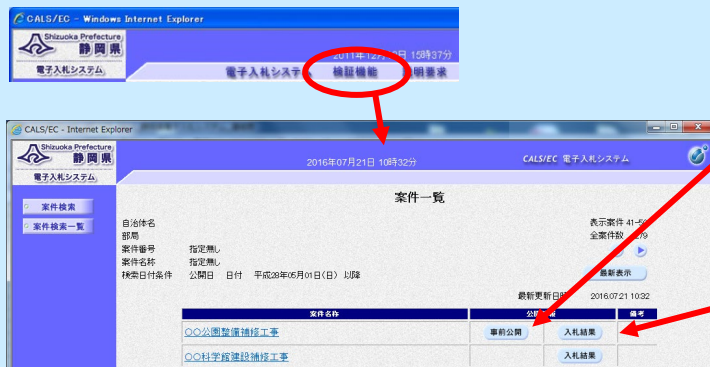 CALS/EC - Windows Internet Explorer
Shizuoka Prefecture
静岡県
2011年12月 日 15時37分
電子入札システム
電子入札システム 検証機能 説明要求
CALS/EC - Internet Explorer
Shizuoka Prefecture
静岡県
2016年07月21日 10時32分
CALS/EC 電子入札システム
電子入札システム
案件検索
案件検索一覧
案件一覧
自治体名
部局
案件番号 指定無し
案件名称 指定無し
検索日付条件 公開日 日付 平成28年05月01日(日) 以降
表示案件 41-50
全案件数
最新表示
最新更新日時 2016.07.21 10:32
案件名称 公開情報 備考
〇〇公園整備補修工事 事前公開 入札結果
〇〇科学館建設補修工事 入札結果